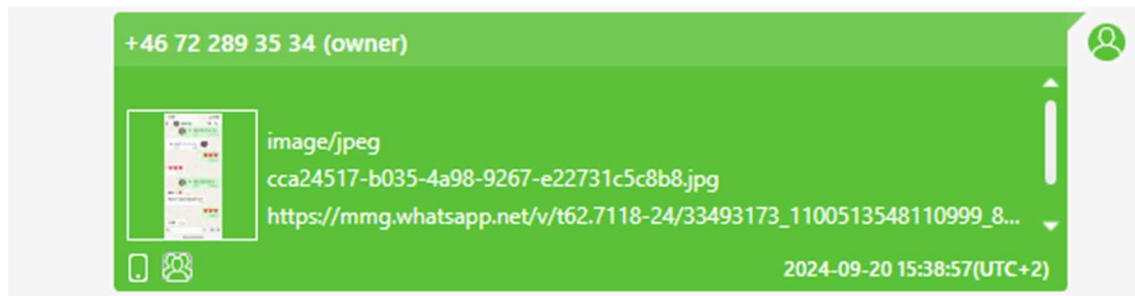 +46 72 289 35 34 (owner)
image/jpeg
cca24517-b035-4a98-9267-e22731c5c8b8.jpg
https://mmg.whatsapp.net/v/t62.7118-24/33493173_1100513548110999_8...
2024-09-20 15:38:57(UTC+2)